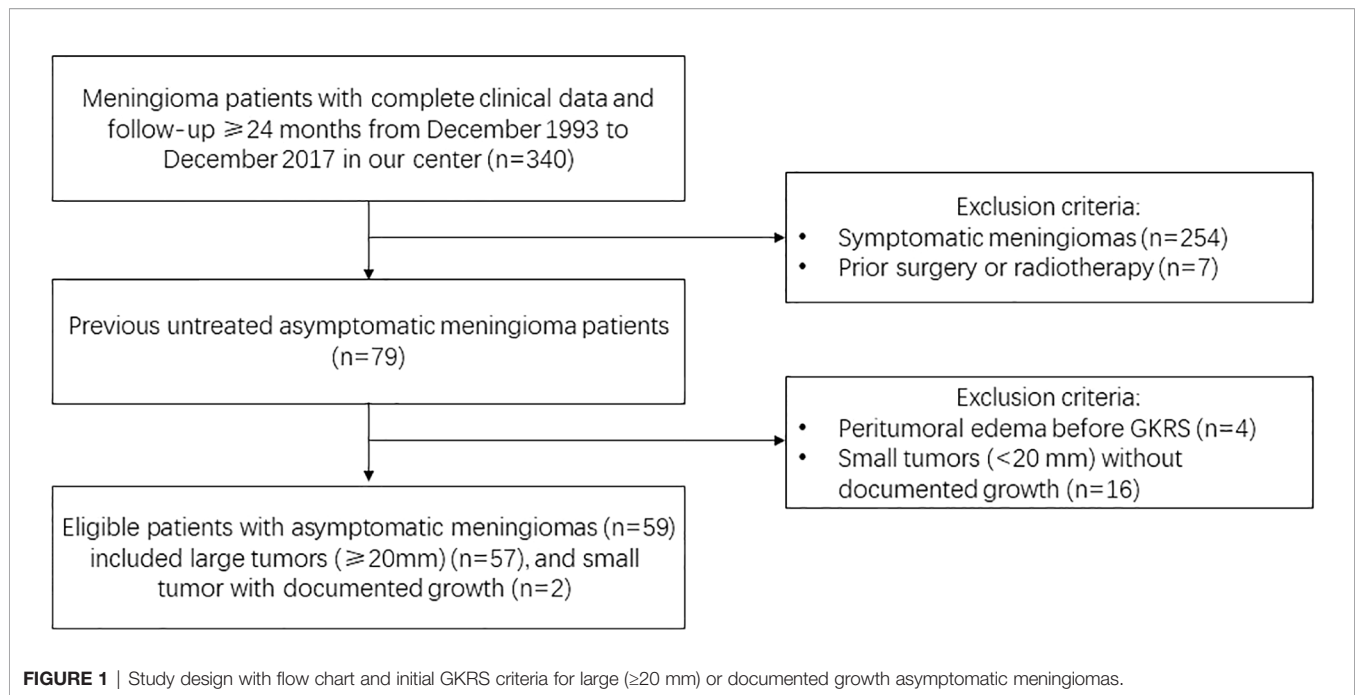 Meningioma patients with complete clinical data and
follow-up ≥24 months from December 1993 to
December 2017 in our center (n=340)
Exclusion criteria:
• Symptomatic meningiomas (n=254)
• Prior surgery or radiotherapy (n=7)
Previous untreated asymptomatic meningioma patients
(n=79)
Exclusion criteria:
• Peritumoral edema before GKRS (n=4)
• Small tumors (<20 mm) without
documented growth (n=16)
Eligible patients with asymptomatic meningiomas (n=59)
included large tumors (≥20mm) (n=57), and small
tumor with documented growth (n=2)
FIGURE 1 | Study design with flow chart and initial GKRS criteria for large (≥20 mm) or documented growth asymptomatic meningiomas.